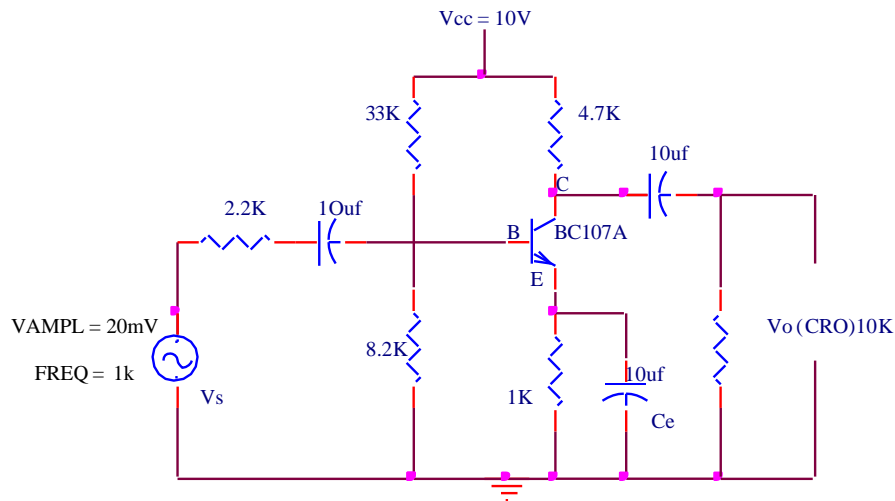 Vcc = 10V
33K
4.7K
10uf
C
2.2K
1Ouf
B
BC107A
E
VAMPL = 20mV
8.2K
Vo (CRO)10K
FREQ = 1k
Vs
1K
10uf
Ce